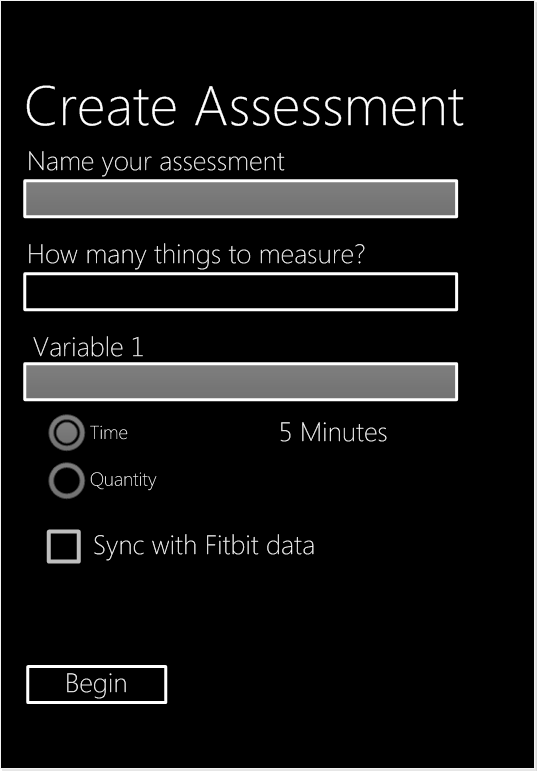 Create Assessment
Name your assessment
How many things to measure?
Variable 1
Time 5 Minutes
Quantity
Sync with Fitbit data
Begin